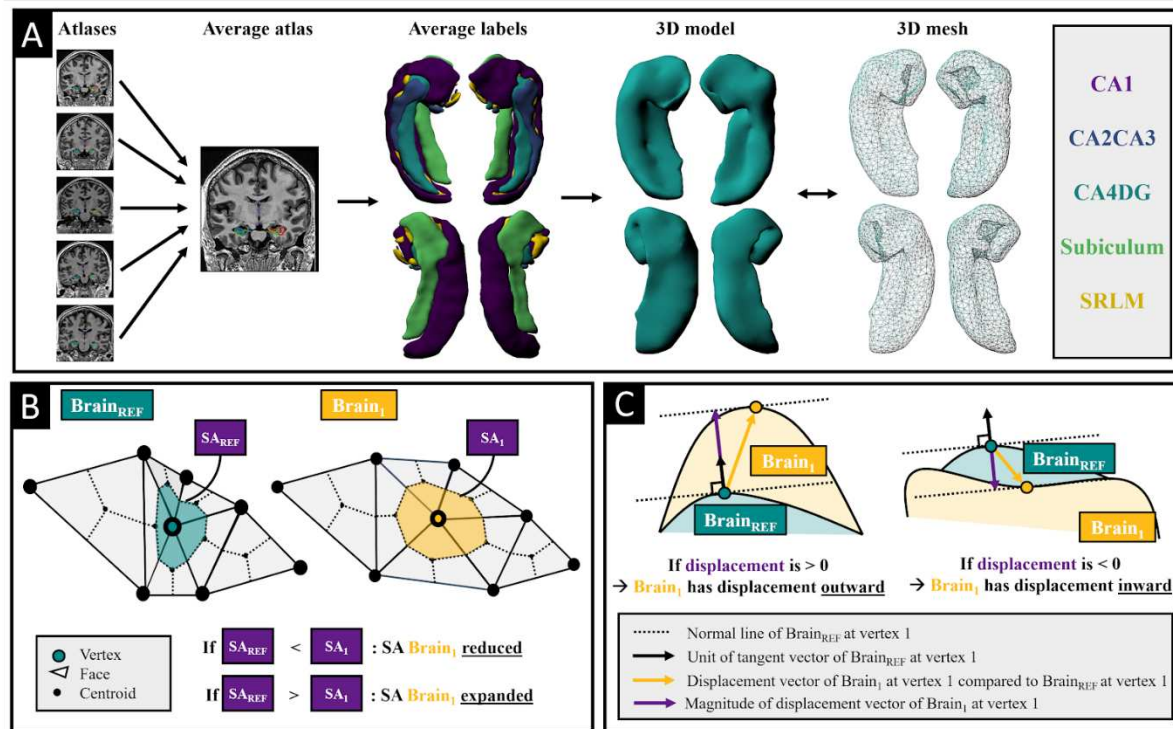 A
Atlases
Average atlas
Average labels
3D model
3D mesh
CA1
CA2CA3
CA4DG
Subiculum
SRLM
B
BrainREF
Brain1
SAREF
SA1
Vertex
Face
Centroid
If SAREF < SA1 : SA Brain1 reduced
If SAREF > SA1 : SA Brain1 expanded
C
Brain1
BrainREF
BrainREF
Brain1
If displacement is > 0
→ Brain1 has displacement outward
If displacement is < 0
→ Brain1 has displacement inward
Normal line of BrainREF at vertex 1
Unit of tangent vector of BrainREF at vertex 1
Displacement vector of Brain1 at vertex 1 compared to BrainREF at vertex 1
Magnitude of displacement vector of Brain1 at vertex 1